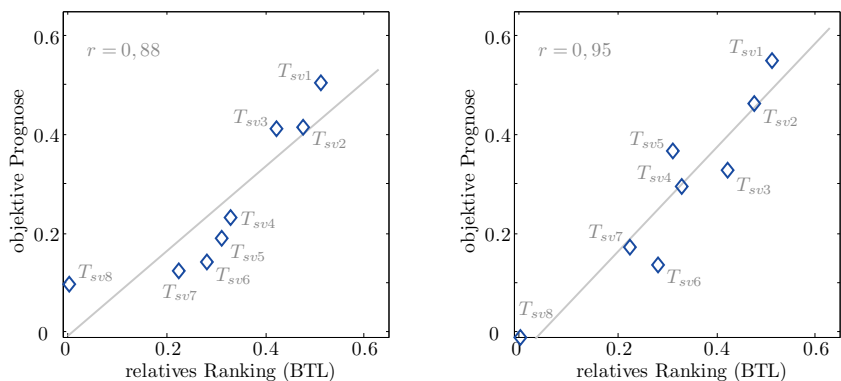 0.6
r = 0,88
T_sv1
T_sv3
0.4
T_sv2
objektive Prognose
T_sv4
0.2
T_sv5
T_sv8
T_sv6
T_sv7
0
0 0.2 0.4 0.6
relatives Ranking (BTL)
0.6
r = 0,95
T_sv1
T_sv2
0.4
T_sv5
objektive Prognose
T_sv4
T_sv3
0.2
T_sv7
T_sv6
T_sv8
0
0 0.2 0.4 0.6
relatives Ranking (BTL)